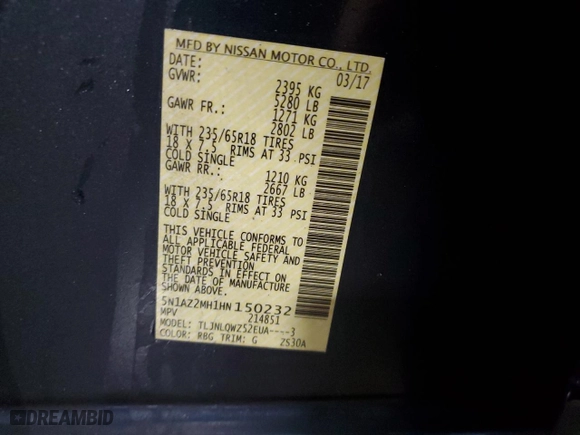 MFD BY NISSAN MOTOR CO., LTD.
DATE: 03/17
GVWR: 2395 KG
5280 LB
GAWR FR.: 1271 KG
2802 LB
WITH 235/65R18 TIRES
18 X 7.5 RIMS AT 33 PSI
COLD SINGLE
GAWR RR.: 1210 KG
2667 LB
WITH 235/65R18 TIRES
18 X 7.5 RIMS AT 33 PSI
COLD SINGLE
THIS VEHICLE CONFORMS TO
ALL APPLICABLE FEDERAL
MOTOR VEHICLE SAFETY AND
THEFT PREVENTION
STANDARDS IN EFFECT ON
THE DATE OF MANUFACTURE
SHOWN ABOVE.
5N1AZ2MH1HN150232
MPV 214851
MODEL: TLJNLQWZ52EUA----3
COLOR: RBG TRIM: G 2S30A
DREAMBID